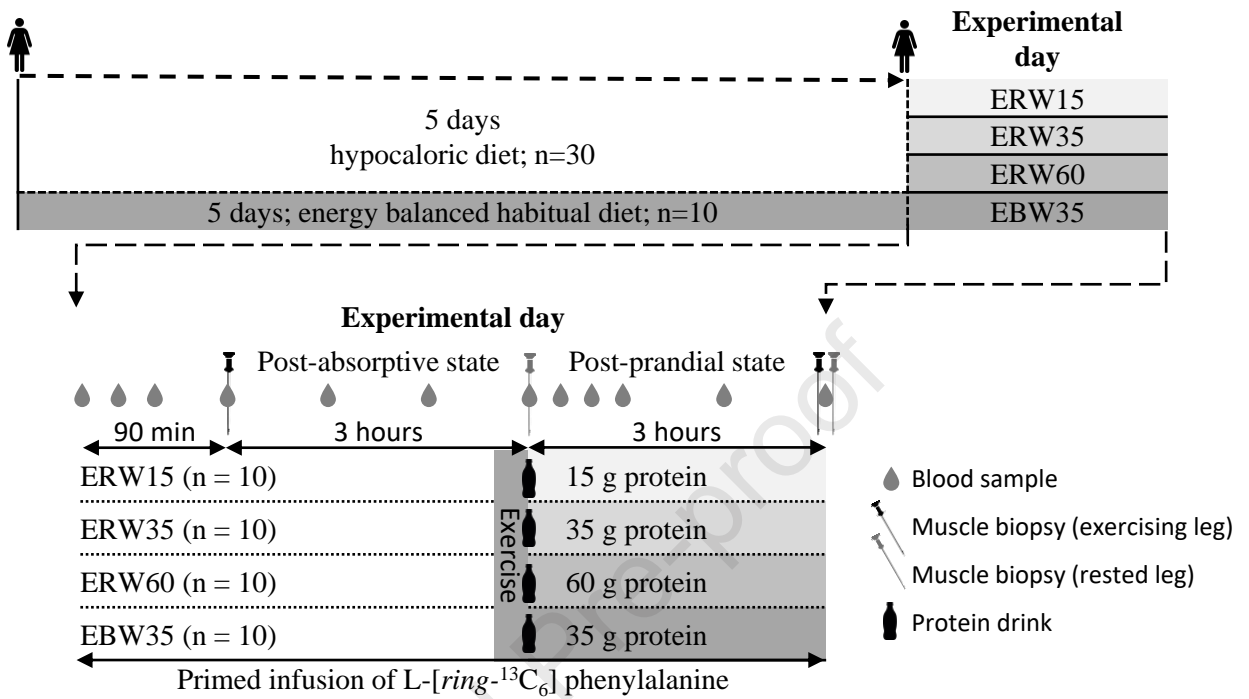 Experimental
day
5 days
hypocaloric diet; n=30
ERW15
ERW35
ERW60
5 days; energy balanced habitual diet; n=10
EBW35
Experimental day
Post-absorptive state
Post-prandial state
90 min
3 hours
3 hours
ERW15 (n = 10)
15 g protein
ERW35 (n = 10)
35 g protein
ERW60 (n = 10)
60 g protein
EBW35 (n = 10)
35 g protein
Exercise
Primed infusion of L-[ring-¹³C₆] phenylalanine
Blood sample
Muscle biopsy (exercising leg)
Muscle biopsy (rested leg)
Protein drink
Pre-proof